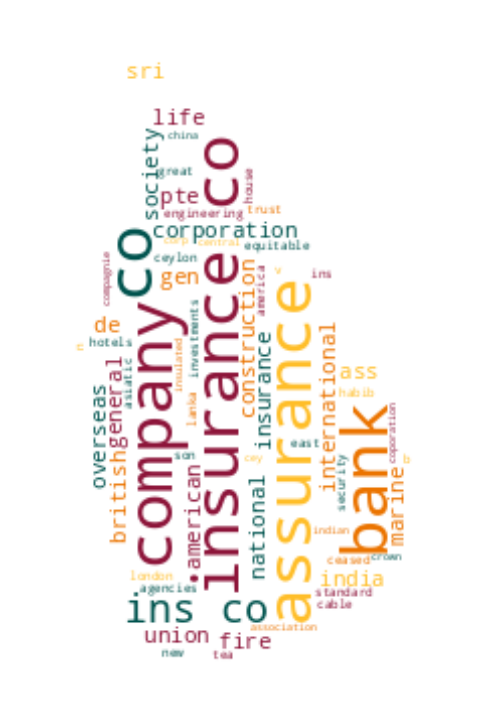 sri
life
china
society
co
great
house
pte
engineering
trust
corporation
corp
central
equitable
co
ceylon
compagnie
gen
america
v
ins
insurance co
company
construction
assurance
investments
de
hotels
n
asiatic
insulated
insurance
international
general
overseas
lanka
ass
habib
bank
coporation
british
american
son
cey
east
security
national
marine
br
indian
ceased
crown
london
agencies
india
standard
cable
ins co
association
union
fire
new
tea